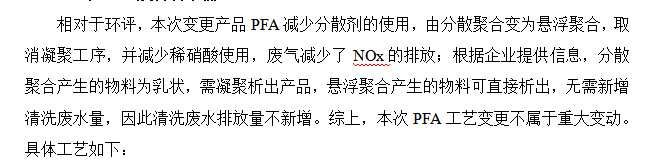 相对于环评，本次变更产品 PFA 减少分散剂的使用，由分散聚合变为悬浮聚合，取
消凝聚工序，并减少稀硝酸使用，废气减少了 NOx 的排放；根据企业提供信息，分散
聚合产生的物料为乳状，需凝聚析出产品，悬浮聚合产生的物料可直接析出，无需新增
清洗废水量，因此清洗废水排放量不新增。综上，本次 PFA 工艺变更不属于重大变动。
具体工艺如下：